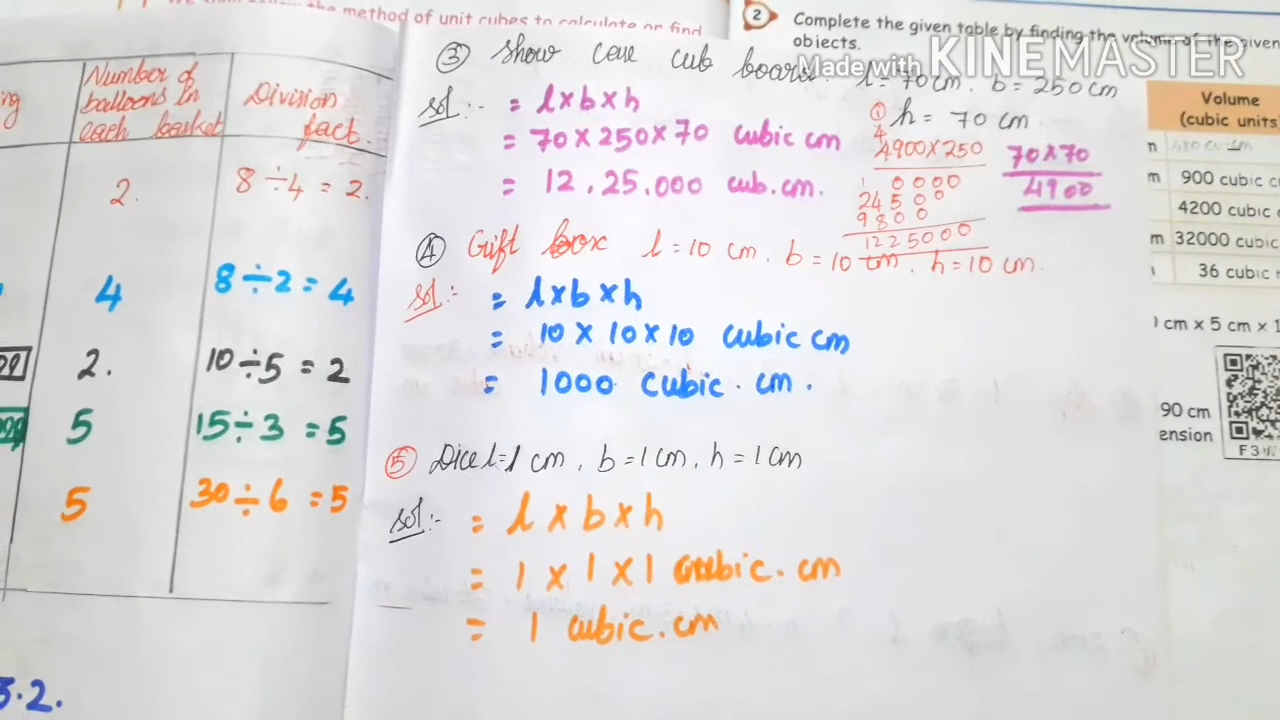 the method of unit cubes to calculate or find
Number of
balloons in
each basket
Division
fact.
2.
8 ÷ 4 = 2.
4
8 ÷ 2 = 4
2.
10 ÷ 5 = 2
5
15 ÷ 3 = 5
5
30 ÷ 6 = 5
5.2.
③ Show case cub board. l = 70 cm. b = 250 cm
h = 70 cm
Sol :- = l x b x h
= 70 x 250 x 70 cubic cm
= 12,25,000 cub.cm.
①
4
4900 x 250
1 0000
24500
9800
1225000
70 x 70
4900
④ Gift box l = 10 cm. b = 10 cm. h = 10 cm.
Sol :- = l x b x h
= 10 x 10 x 10 cubic cm
= 1000 cubic. cm.
⑤ Dice l = 1 cm, b = 1 cm, h = 1 cm
Sol :- = l x b x h
= 1 x 1 x 1 cubic. cm
= 1 cubic. cm
2 Complete the given table by finding the volume of the given
objects.
Made with KINEMASTER
Volume
(cubic units)
900 cubic
4200 cubic
32000 cubic
36 cubic
cm x 5 cm x 1
90 cm
ension